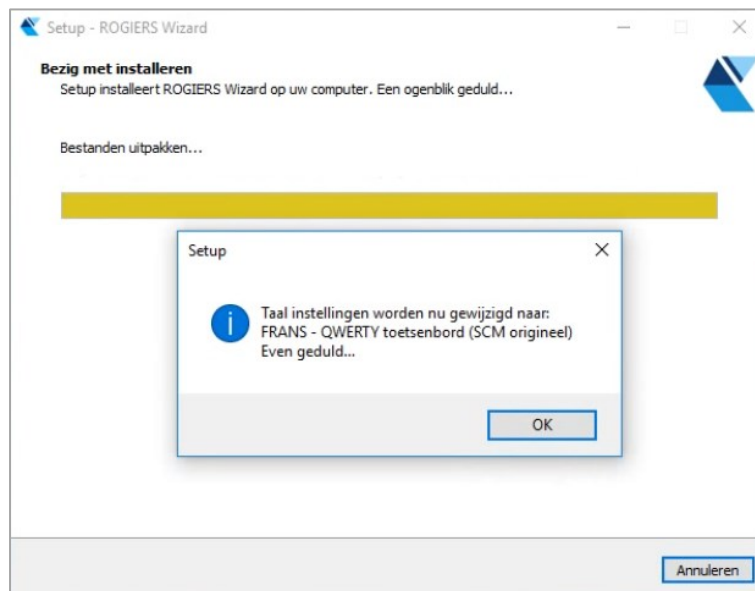 Setup - ROGIERS Wizard
Bezig met installeren
Setup installeert ROGIERS Wizard op uw computer. Een ogenblik geduld...
Bestanden uitpakken...
Setup
Taal instellingen worden nu gewijzigd naar:
FRANS - QWERTY toetsenbord (SCM origineel)
Even geduld...
OK
Annuleren